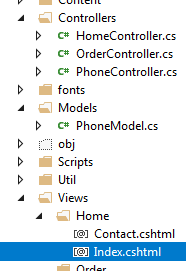 Content
Controllers
C# HomeController.cs
C# OrderController.cs
C# PhoneController.cs
fonts
Models
C# PhoneModel.cs
obj
Scripts
Util
Views
Home
[@] Contact.cshtml
[@] Index.cshtml
Order